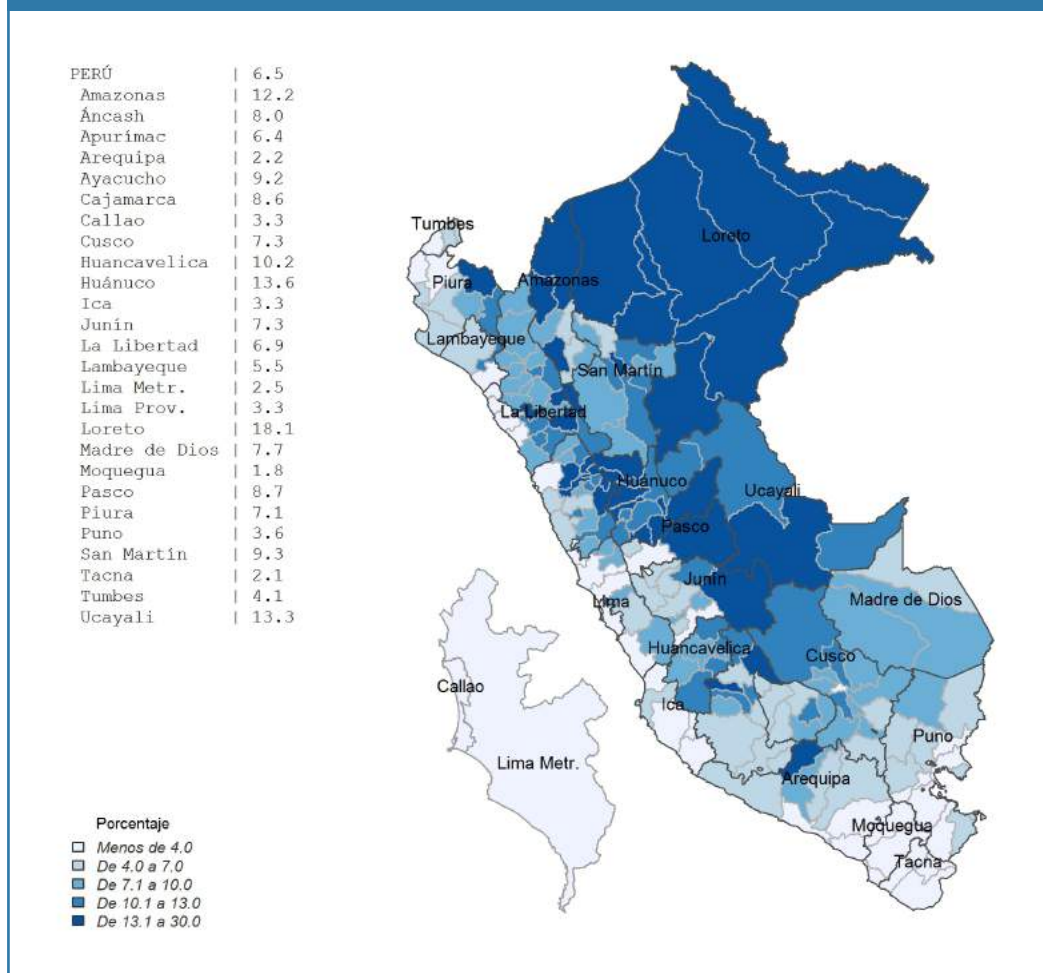 PERÚ | 6.5
Amazonas | 12.2
Áncash | 8.0
Apurímac | 6.4
Arequipa | 2.2
Ayacucho | 9.2
Cajamarca | 8.6
Callao | 3.3
Cusco | 7.3
Huancavelica | 10.2
Huánuco | 13.6
Ica | 3.3
Junín | 7.3
La Libertad | 6.9
Lambayeque | 5.5
Lima Metr. | 2.5
Lima Prov. | 3.3
Loreto | 18.1
Madre de Dios | 7.7
Moquegua | 1.8
Pasco | 8.7
Piura | 7.1
Puno | 3.6
San Martín | 9.3
Tacna | 2.1
Tumbes | 4.1
Ucayali | 13.3
Tumbes
Loreto
Piura
Amazonas
Lambayeque
San Martín
La Libertad
Huánuco
Ucayali
Pasco
Junín
Lima
Madre de Dios
Huancavelica
Cusco
Callao
Ica
Puno
Lima Metr.
Arequipa
Moquegua
Tacna
Porcentaje
Menos de 4.0
De 4.0 a 7.0
De 7.1 a 10.0
De 10.1 a 13.0
De 13.1 a 30.0